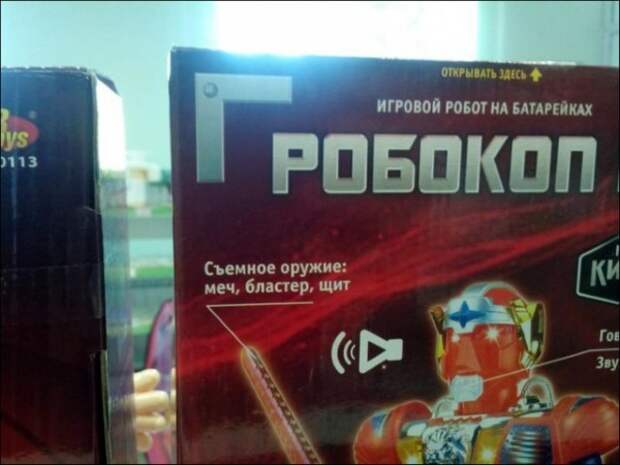 ОТКРЫВАТЬ ЗДЕСЬ
ИГРОВОЙ РОБОТ НА БАТАРЕЙКАХ
РОБОКОП
Съемное оружие:
меч, бластер, щит
0113